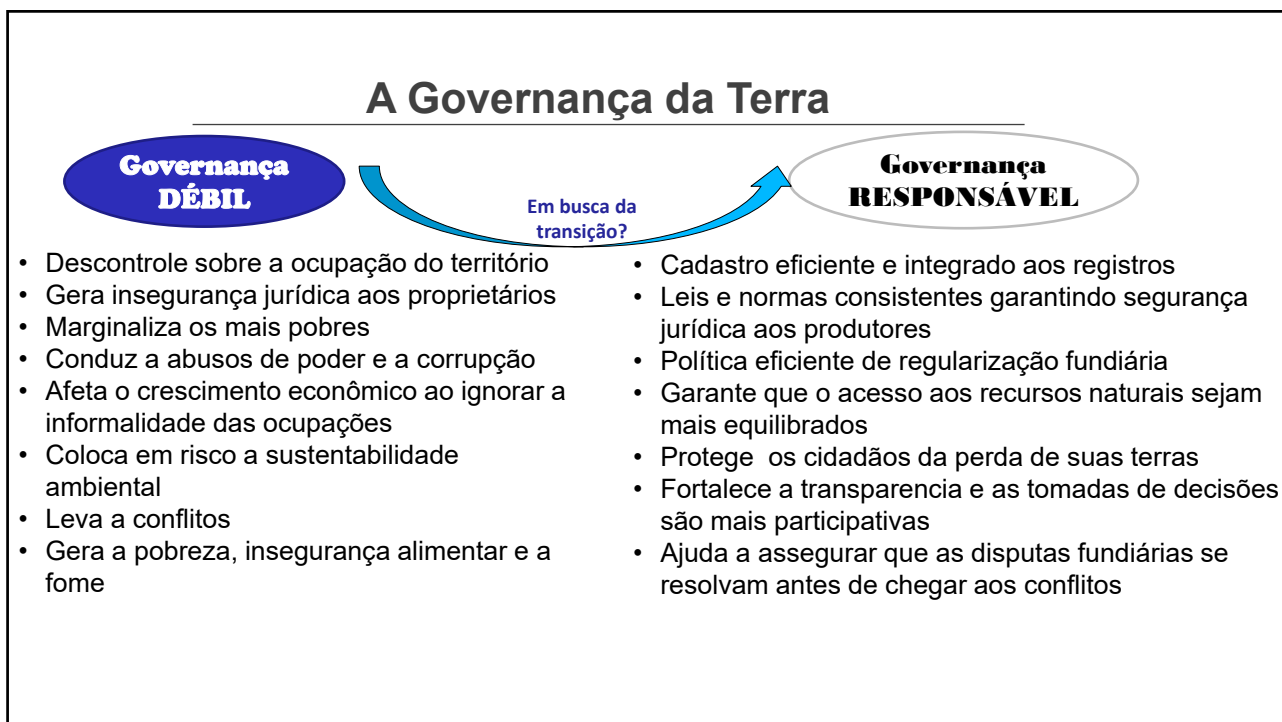 A Governança da Terra
Governança
DÉBIL
Em busca da
transição?
Governança
RESPONSÁVEL
• Descontrole sobre a ocupação do território
• Gera insegurança jurídica aos proprietários
• Marginaliza os mais pobres
• Conduz a abusos de poder e a corrupção
• Afeta o crescimento econômico ao ignorar a
informalidade das ocupações
• Coloca em risco a sustentabilidade
ambiental
• Leva a conflitos
• Gera a pobreza, insegurança alimentar e a
fome
• Cadastro eficiente e integrado aos registros
• Leis e normas consistentes garantindo segurança
jurídica aos produtores
• Política eficiente de regularização fundiária
• Garante que o acesso aos recursos naturais sejam
mais equilibrados
• Protege os cidadãos da perda de suas terras
• Fortalece a transparencia e as tomadas de decisões
são mais participativas
• Ajuda a assegurar que as disputas fundiárias se
resolvam antes de chegar aos conflitos